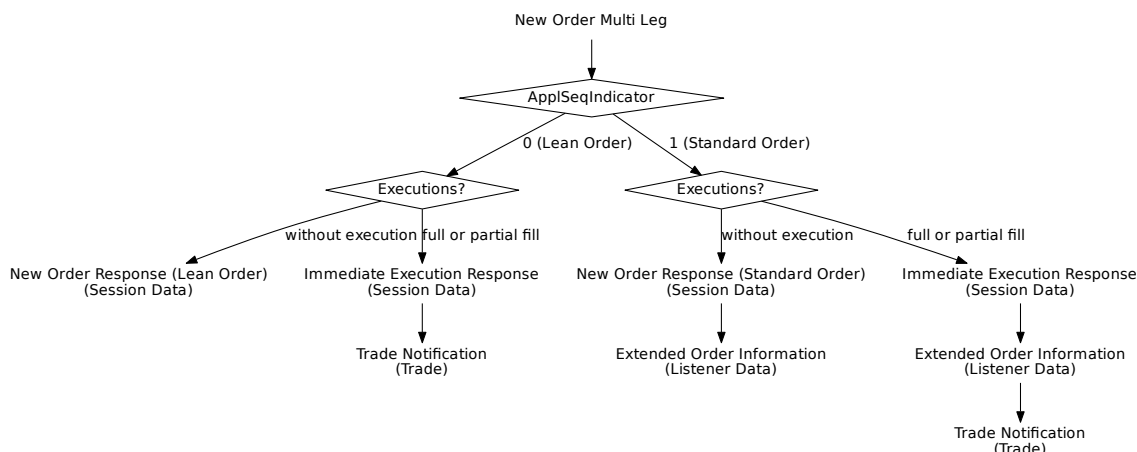 New Order Multi Leg
ApplSeqIndicator
0 (Lean Order)
1 (Standard Order)
Executions?
Executions?
without execution
full or partial fill
without execution
full or partial fill
New Order Response (Lean Order)
(Session Data)
Immediate Execution Response
(Session Data)
New Order Response (Standard Order)
(Session Data)
Immediate Execution Response
(Session Data)
Trade Notification
(Trade)
Extended Order Information
(Listener Data)
Extended Order Information
(Listener Data)
Trade Notification
(Trade)